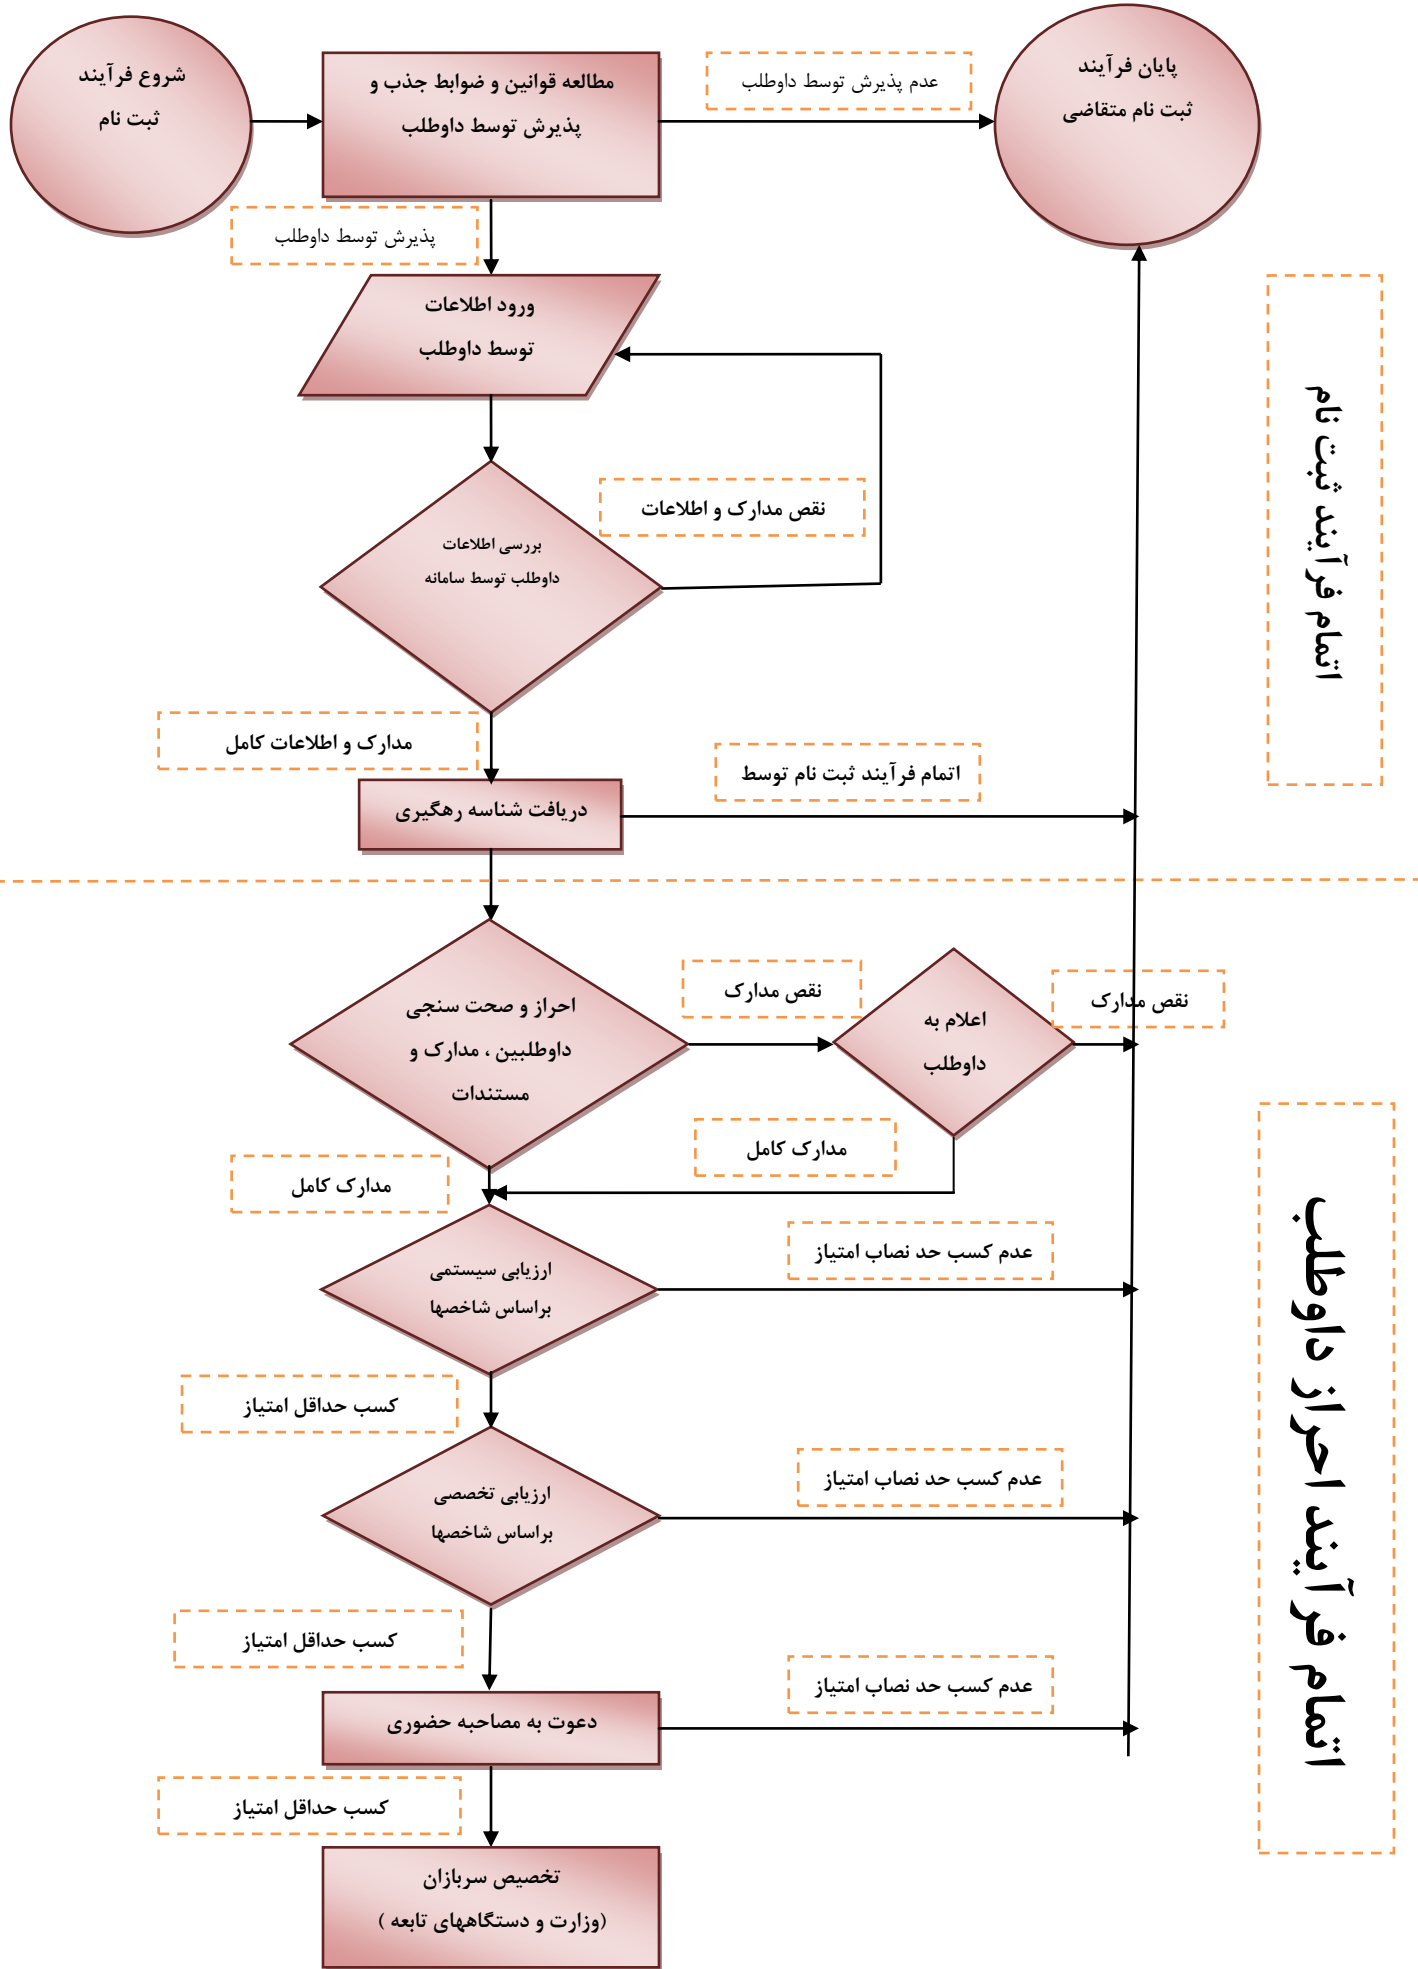 شروع فرآیند
ثبت نام
مطالعه قوانین و ضوابط جذب و
پذیرش توسط داوطلب
عدم پذیرش توسط داوطلب
پایان فرآیند
ثبت نام متقاضی
پذیرش توسط داوطلب
ورود اطلاعات
توسط داوطلب
نقص مدارک و اطلاعات
بررسی اطلاعات
داوطلب توسط سامانه
اتمام فرآیند ثبت نام
مدارک و اطلاعات کامل
اتمام فرآیند ثبت نام توسط
دریافت شناسه رهگیری
احراز و صحت سنجی
داوطلبین ، مدارک و
مستندات
نقص مدارک
اعلام به
داوطلب
نقص مدارک
مدارک کامل
مدارک کامل
عدم کسب حد نصاب امتیاز
ارزیابی سیستمی
براساس شاخصها
کسب حداقل امتیاز
عدم کسب حد نصاب امتیاز
ارزیابی تخصصی
براساس شاخصها
اتمام فرآیند احراز داوطلب
کسب حداقل امتیاز
عدم کسب حد نصاب امتیاز
دعوت به مصاحبه حضوری
کسب حداقل امتیاز
تخصیص سربازان
(وزارت و دستگاههای تابعه )